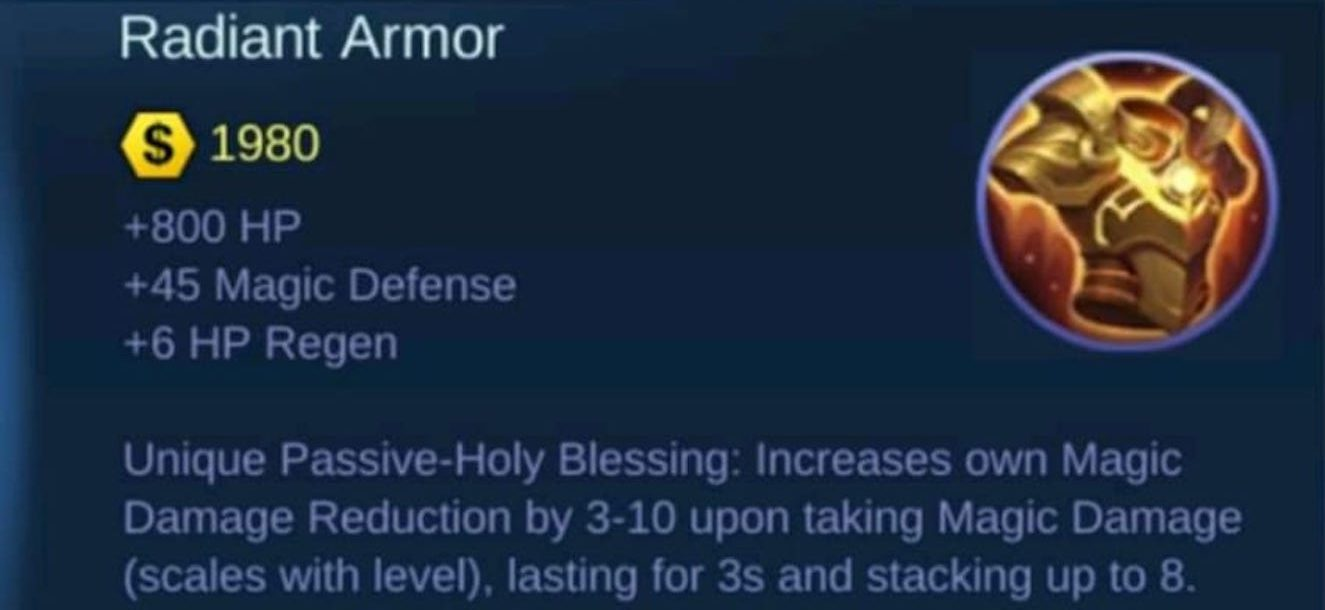 Radiant Armor
S 1980
+800 HP
+45 Magic Defense
+6 HP Regen
Unique Passive-Holy Blessing: Increases own Magic
Damage Reduction by 3-10 upon taking Magic Damage
(scales with level), lasting for 3s and stacking up to 8.